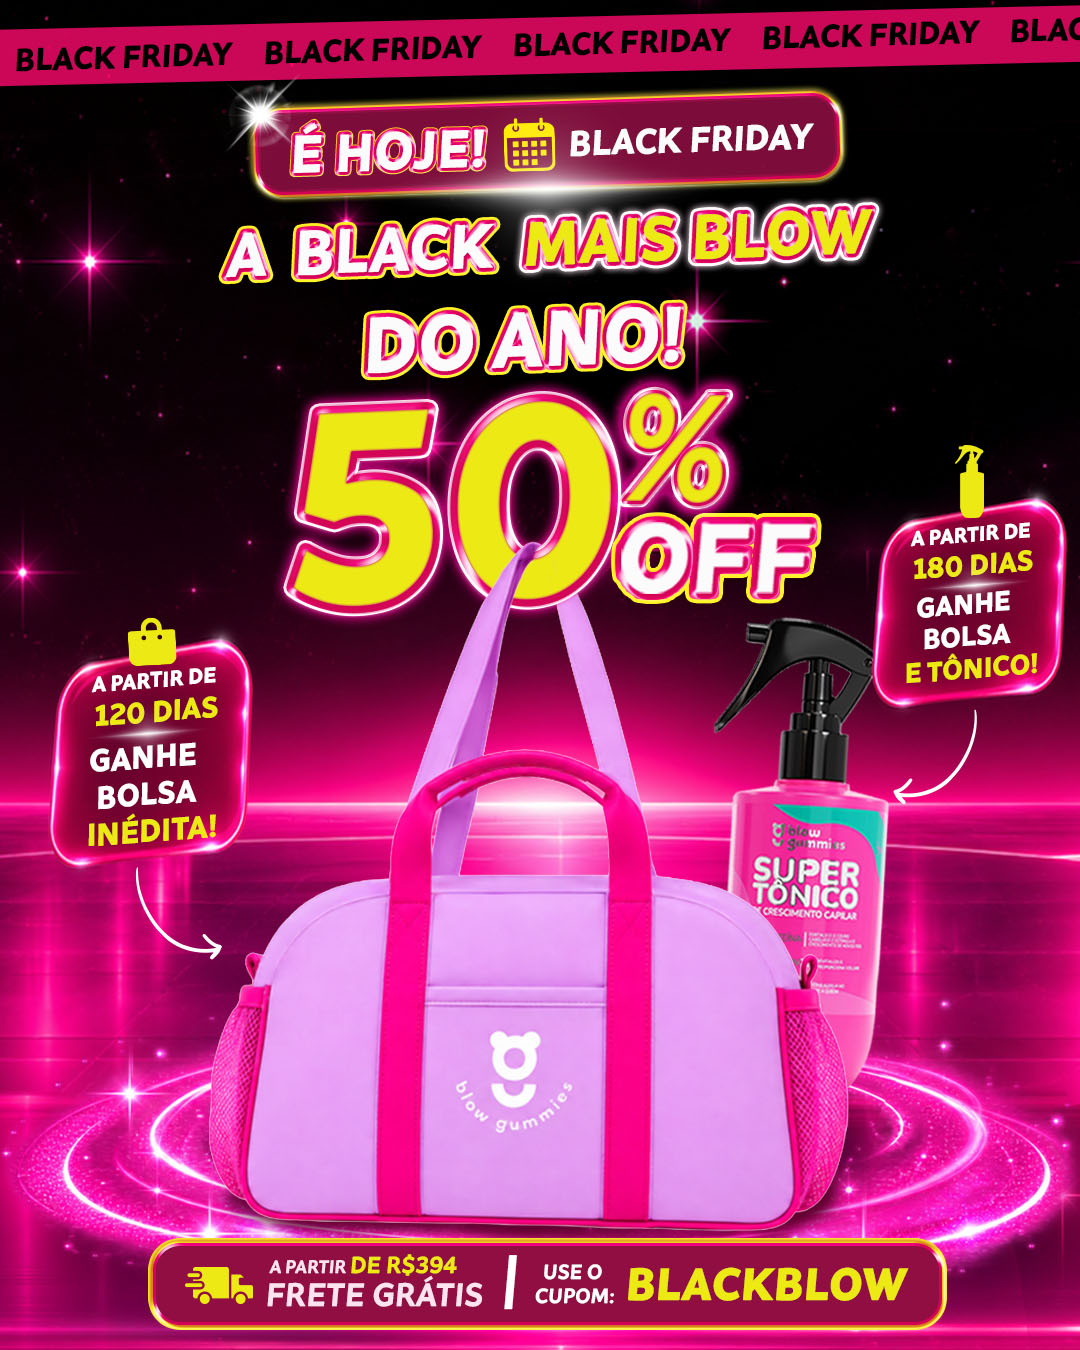 BLACK FRIDAY BLACK FRIDAY BLACK FRIDAY BLACK FRIDAY BLAC
É HOJE! BLACK FRIDAY
A BLACK MAIS BLOW
DO ANO!
50%
OFF
A PARTIR DE
180 DIAS
GANHE
BOLSA
E TÔNICO!
A PARTIR DE
120 DIAS
GANHE
BOLSA
INÉDITA!
blow
gummies
SUPER
TÔNICO
CRESCIMENTO CAPILAR
blow gummies
A PARTIR DE R$394
FRETE GRÁTIS
USE O
CUPOM: BLACKBLOW